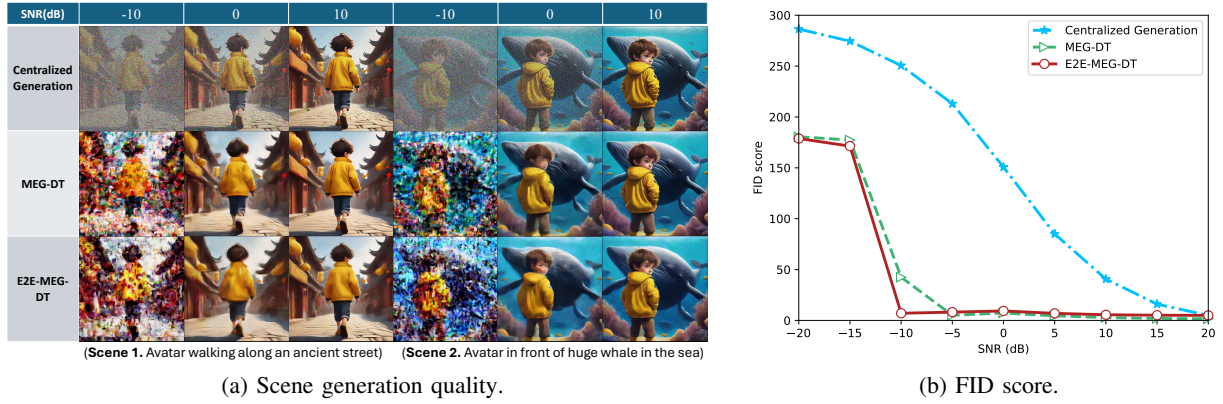 SNR(dB) -10 0 10 -10 0 10
Centralized
Generation
MEG-DT
E2E-MEG-
DT
(Scene 1. Avatar walking along an ancient street) (Scene 2. Avatar in front of huge whale in the sea)
(a) Scene generation quality.
300
250
200
150
100
50
0
FID score
−20 −15 −10 −5 0 5 10 15 20
SNR (dB)
Centralized Generation
MEG-DT
E2E-MEG-DT
(b) FID score.